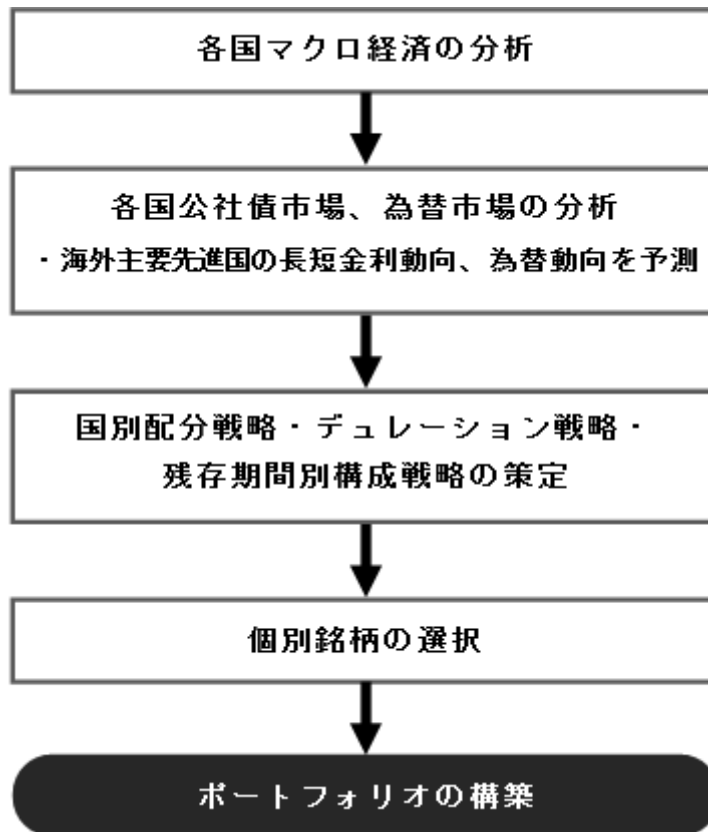 各国マクロ経済の分析
各国公社債市場、為替市場の分析
・海外主要先進国の長短金利動向、為替動向を予測
国別配分戦略・デュレーション戦略・
残存期間別構成戦略の策定
個別銘柄の選択
ポートフォリオの構築